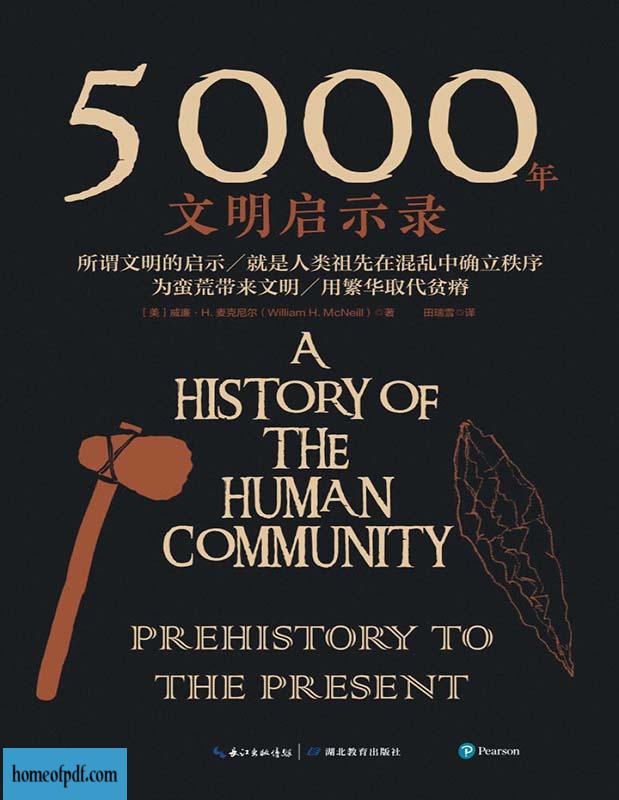 5000年
文明启示录
所谓文明的启示／就是人类祖先在混乱中确立秩序
为蛮荒带来文明／用繁华取代贫瘠
［美］威廉·H.麦克尼尔（William H. McNeill）◎著 田瑞雪◎译
A
HISTORY OF
THE
HUMAN
COMMUNITY
PREHISTORY TO
THE PRESENT
长江出版传媒 湖北教育出版社 Pearson
homeofpdf.com